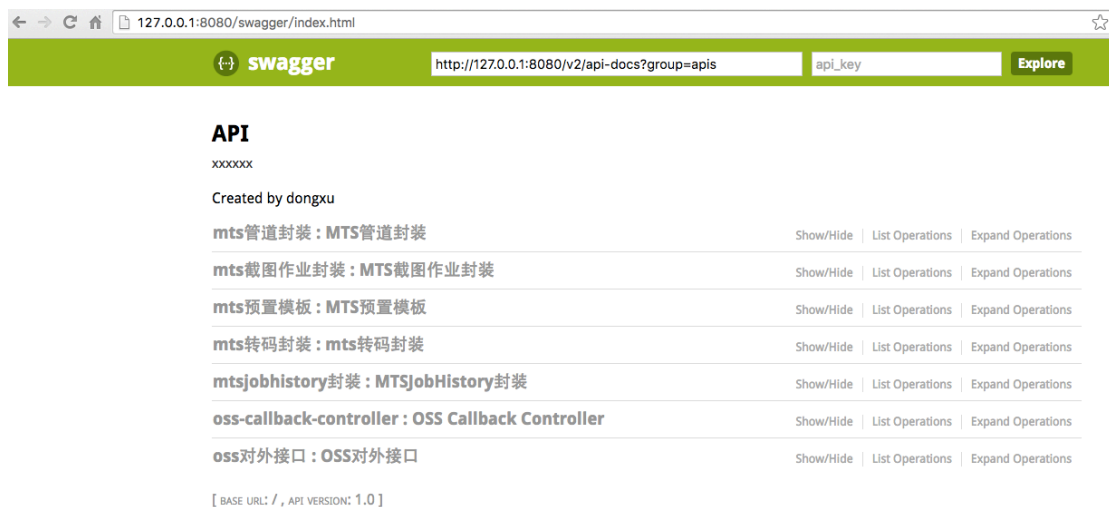 127.0.0.1:8080/swagger/index.html
{··} swagger http://127.0.0.1:8080/v2/api-docs?group=apis api_key Explore
API
xxxxxx
Created by dongxu
mts管道封装 : MTS管道封装 Show/Hide List Operations Expand Operations
mts截图作业封装 : MTS截图作业封装 Show/Hide List Operations Expand Operations
mts预置模板 : MTS预置模板 Show/Hide List Operations Expand Operations
mts转码封装 : mts转码封装 Show/Hide List Operations Expand Operations
mtsjobhistory封装 : MTSJobHistory封装 Show/Hide List Operations Expand Operations
oss-callback-controller : OSS Callback Controller Show/Hide List Operations Expand Operations
oss对外接口 : OSS对外接口 Show/Hide List Operations Expand Operations
[ BASE URL: / , API VERSION: 1.0 ]